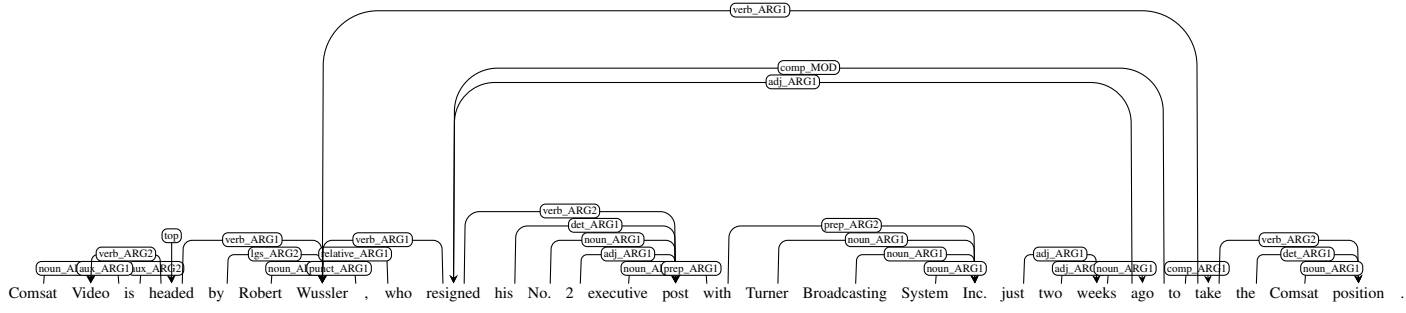 verb_ARG1
comp_MOD
adj_ARG1
verb_ARG2
det_ARG1
top verb_ARG1 verb_ARG1 noun_ARG1 prep_ARG2 noun_ARG1 verb_ARG2
verb_ARG2 lgs_ARG2 relative_ARG1 adj_ARG1 noun_ARG1 adj_ARG1 det_ARG1
aux_ARG1 punct_ARG1 prep_ARG1 noun_ARG1 noun_ARG1 comp_ARG1 noun_ARG1
Comsat Video is headed by Robert Wussler , who resigned his No. 2 executive post with Turner Broadcasting System Inc. just two weeks ago to take the Comsat position .